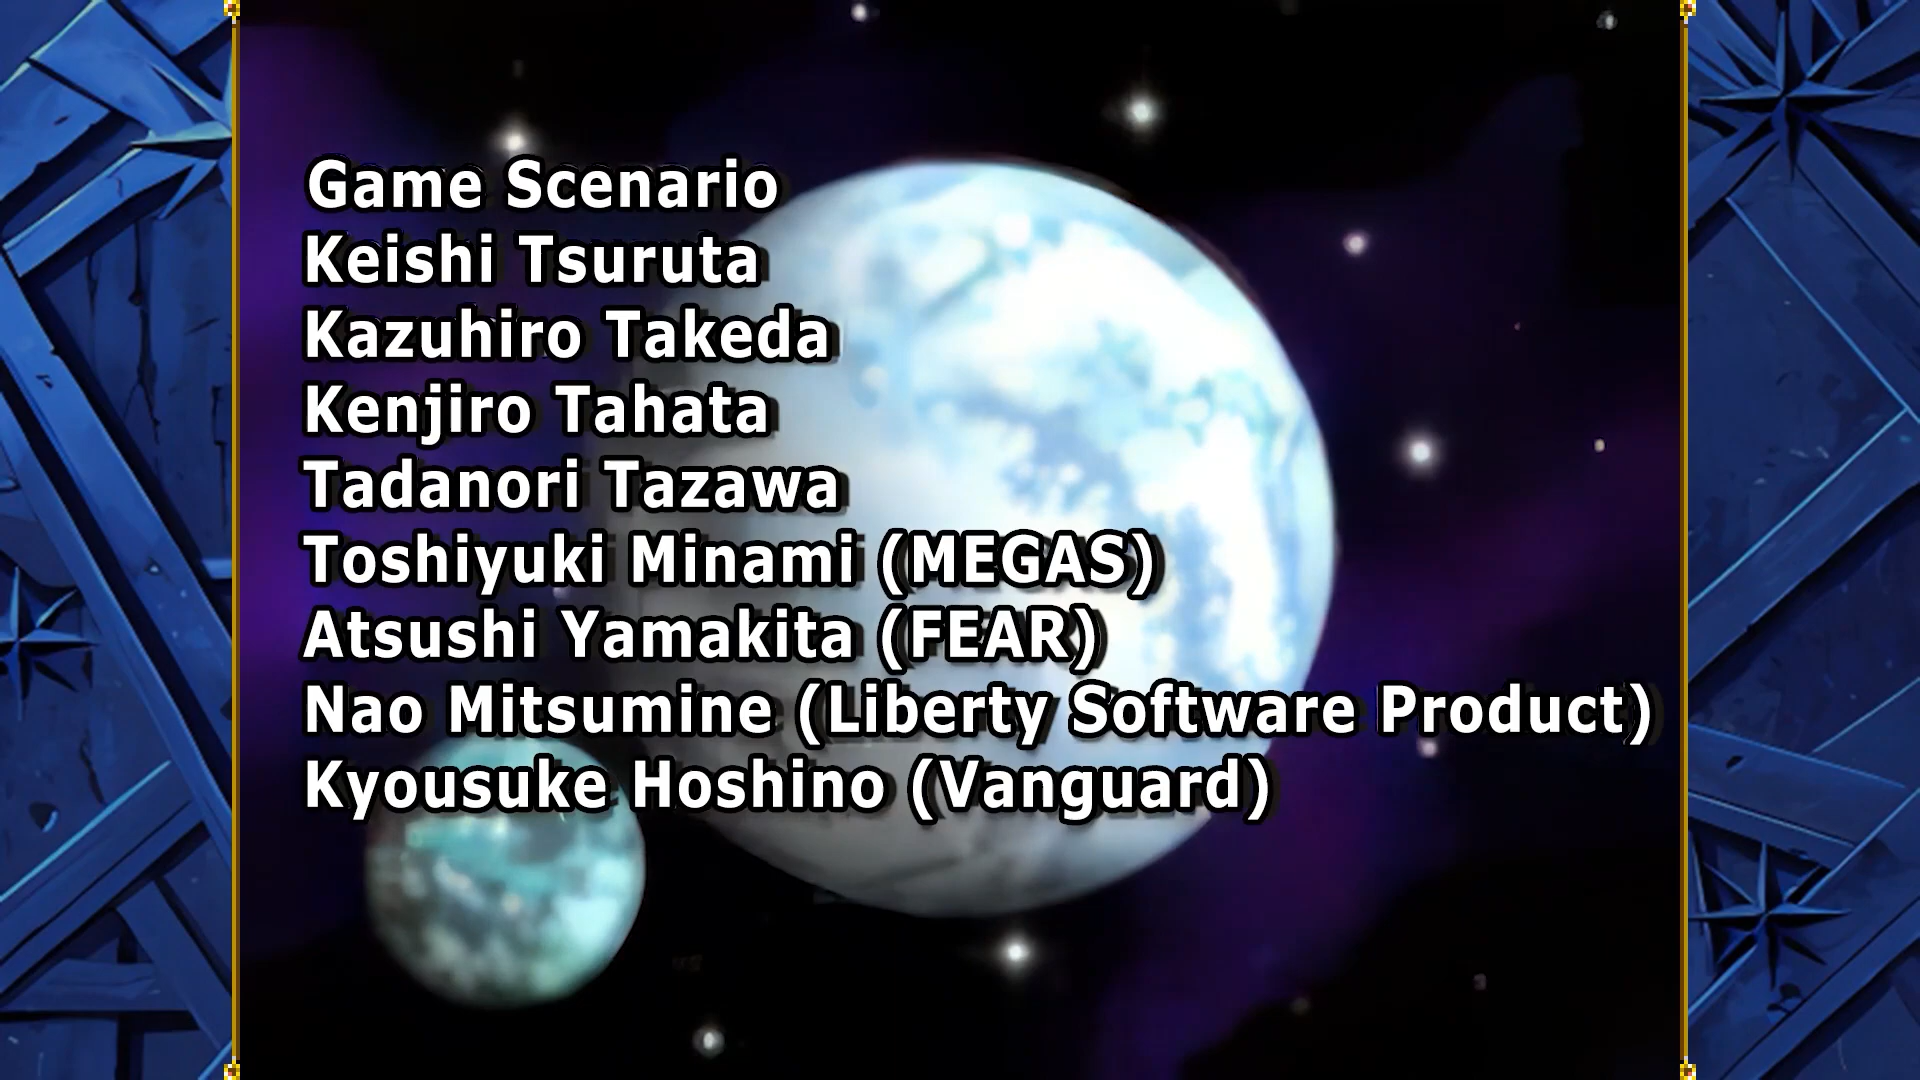 Game Scenario
Keishi Tsuruta
Kazuhiro Takeda
Kenjiro Tahata
Tadanori Tazawa
Toshiyuki Minami (MEGAS)
Atsushi Yamakita (FEAR)
Nao Mitsumine (Liberty Software Product)
Kyousuke Hoshino (Vanguard)